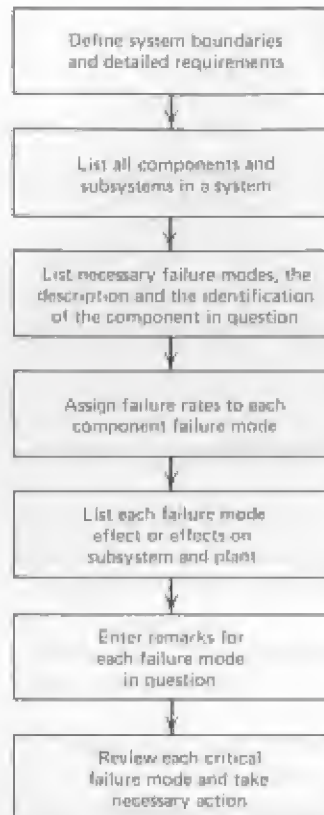 Define system boundaries
and detailed requirements
List all components and
subsystems in a system
List necessary failure modes, the
description and the identification
of the component in question
Assign failure rates to each
component failure mode
List each failure mode
effect or effects on
subsystem and plant
Enter remarks for
each failure mode
in question
Review each critical
failure mode and take
necessary action